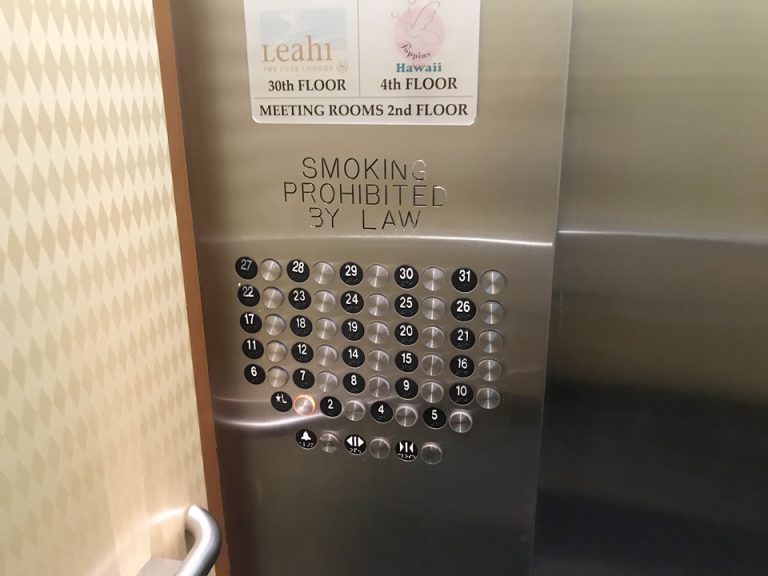 Leahi
THE CLUB LOUNGE
30th FLOOR
Poppins
Hawaii
4th FLOOR
MEETING ROOMS 2nd FLOOR
SMOKING
PROHIBITED
BY LAW
27 28 29 30 31
22 23 24 25 26
17 18 19 20 21
11 12 14 15 16
6 7 8 9 10
*L 2 4 5